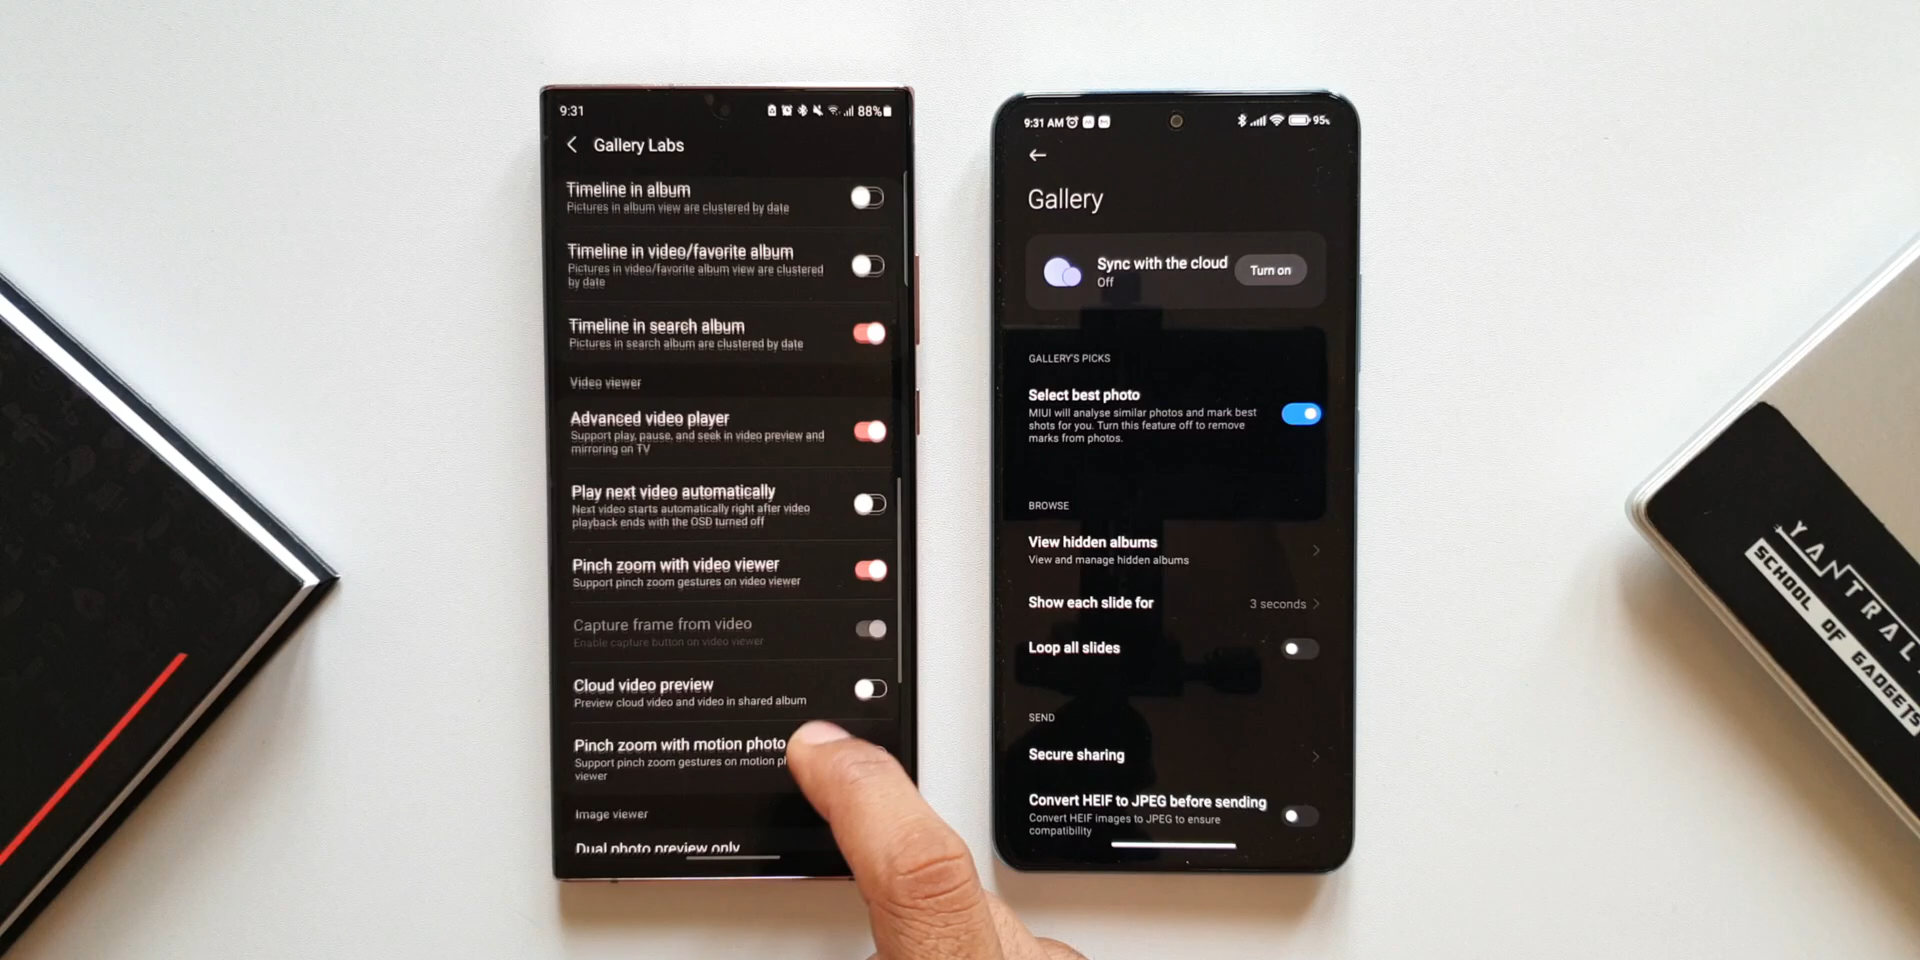 9:31
88%
Gallery Labs
Timeline in album
Pictures in album view are clustered by date
Timeline in video/favorite album
Pictures in video/favorite album view are clustered
by date
Timeline in search album
Pictures in search album are clustered by date
Video viewer
Advanced video player
Support play, pause, and seek in video preview and
mirroring on TV
Play next video automatically
Next video starts automatically right after video
playback ends with the OSD turned off
Pinch zoom with video viewer
Support pinch zoom gestures on video viewer
Capture frame from video
Enable capture button on video viewer
Cloud video preview
Preview cloud video and video in shared album
Pinch zoom with motion photo
Support pinch zoom gestures on motion
viewer
Image viewer
Dual photo preview only
9:31 AM
95%
Gallery
Sync with the cloud
Off
Turn on
GALLERY'S PICKS
Select best photo
MIUI will analyse similar photos and mark best
shots for you. Turn this feature off to remove
marks from photos.
BROWSE
View hidden albums
View and manage hidden albums
Show each slide for
3 seconds
Loop all slides
SEND
Secure sharing
Convert HEIF to JPEG before sending
Convert HEIF images to JPEG to ensure
compatibility
YANTRAL
SCHOOL OF GADGETS